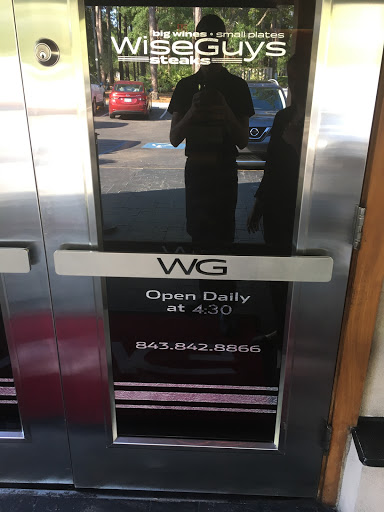 big wines • small plates
WiseGuys
steaks
WG
Open Daily
at 4:30
843.842.8866